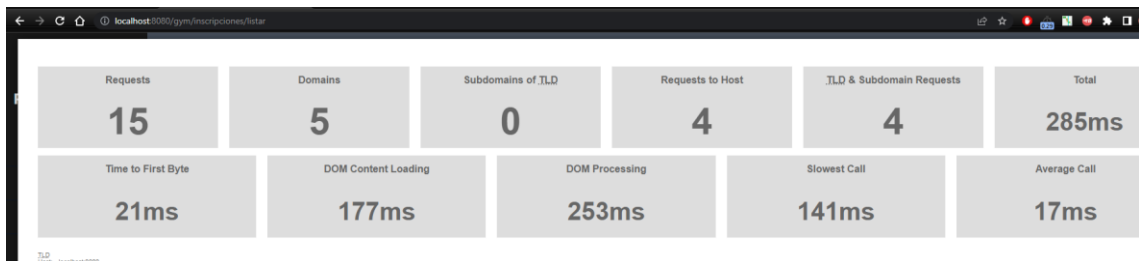 localhost:8080/gym/inscripciones/listar
Requests Domains Subdomains of TLD Requests to Host TLD & Subdomain Requests Total
15 5 0 4 4 285ms
Time to First Byte DOM Content Loading DOM Processing Slowest Call Average Call
21ms 177ms 253ms 141ms 17ms
TLD